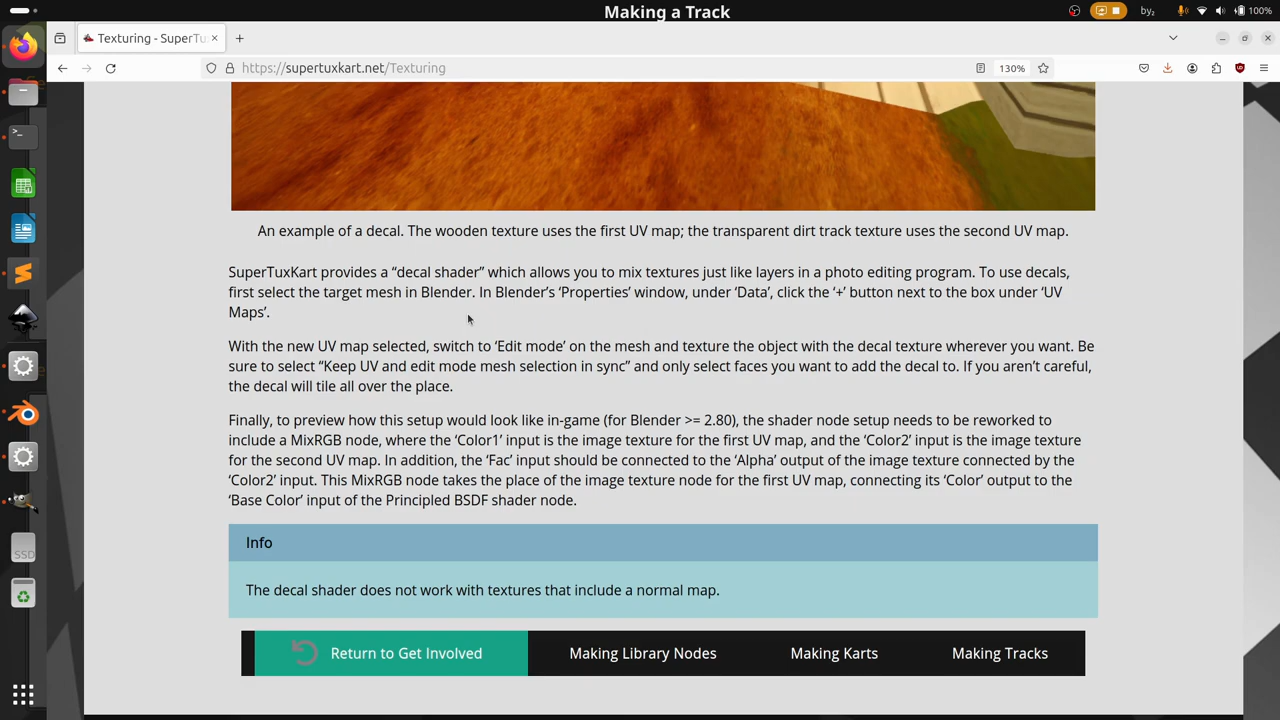 Making a Track
by₂
100%
Texturing - SuperTu
https://supertuxkart.net/Texturing
130%
An example of a decal. The wooden texture uses the first UV map; the transparent dirt track texture uses the second UV map.
SuperTuxKart provides a “decal shader” which allows you to mix textures just like layers in a photo editing program. To use decals,
first select the target mesh in Blender. In Blender’s ‘Properties’ window, under ‘Data’, click the ‘+’ button next to the box under ‘UV
Maps’.
With the new UV map selected, switch to ‘Edit mode’ on the mesh and texture the object with the decal texture wherever you want. Be
sure to select “Keep UV and edit mode mesh selection in sync” and only select faces you want to add the decal to. If you aren’t careful,
the decal will tile all over the place.
Finally, to preview how this setup would look like in-game (for Blender >= 2.80), the shader node setup needs to be reworked to
include a MixRGB node, where the ‘Color1’ input is the image texture for the first UV map, and the ‘Color2’ input is the image texture
for the second UV map. In addition, the ‘Fac’ input should be connected to the ‘Alpha’ output of the image texture connected by the
‘Color2’ input. This MixRGB node takes the place of the image texture node for the first UV map, connecting its ‘Color’ output to the
‘Base Color’ input of the Principled BSDF shader node.
Info
The decal shader does not work with textures that include a normal map.
Return to Get Involved
Making Library Nodes
Making Karts
Making Tracks
SSD